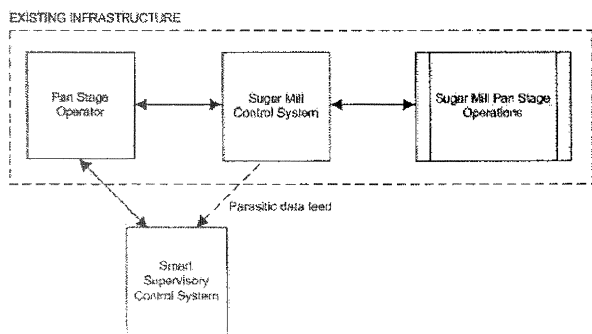 EXISTING INFRASTRUCTURE
Pan Stage
Operator
Sugar Mill
Control System
Sugar Mill Pan Stage
Operations
Parasitic data feed
Smart
Supervisory
Control System